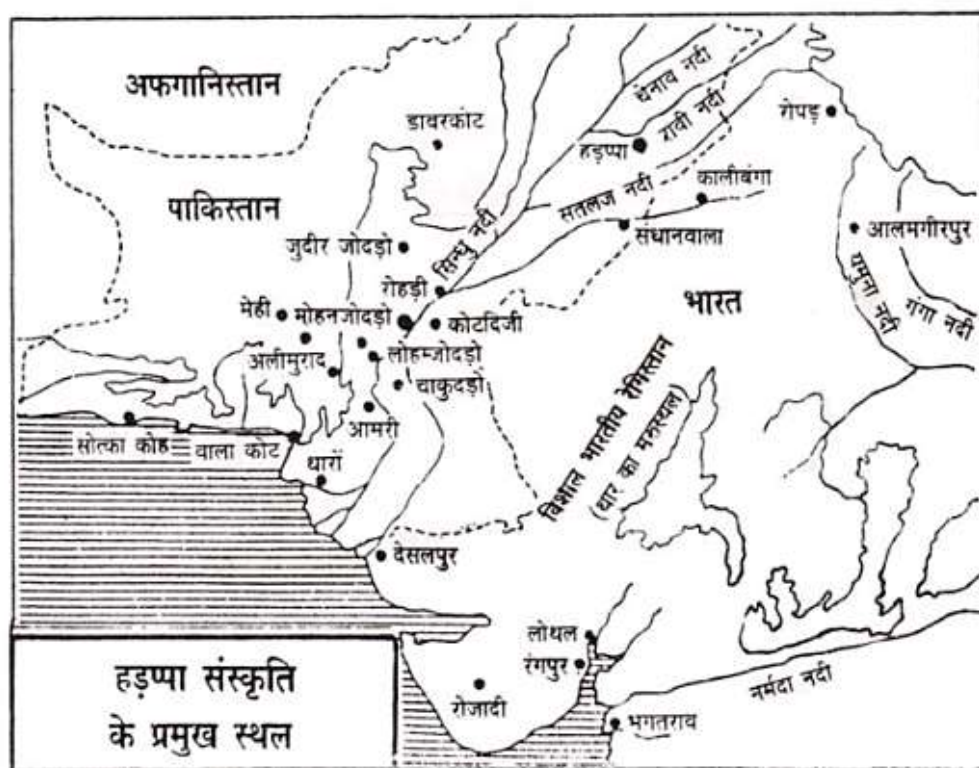 अफगानिस्तान
डाबरकोट
चेनाव नदी
रावी नदी
रोपड़
हड़प्पा
पाकिस्तान
सतलज नदी
कालीबंगा
संधानवाला
आलमगीरपुर
जुदीर जोदड़ो
सिन्धु नदी
रोहड़ी
यमुना नदी
गंगा नदी
भारत
मेही
मोहनजोदड़ो
कोटदिजी
अलीमुराद
लोहम्जोदड़ो
चाकुदड़ो
आमरी
विशाल भारतीय रेगिस्तान
(थार का मरुस्थल)
सोत्का कोह
वाला कोट
धारों
देसलपुर
लोथल
रंगपुर
रोजादी
नर्मदा नदी
भगतराव
हड़प्पा संस्कृति
के प्रमुख स्थल